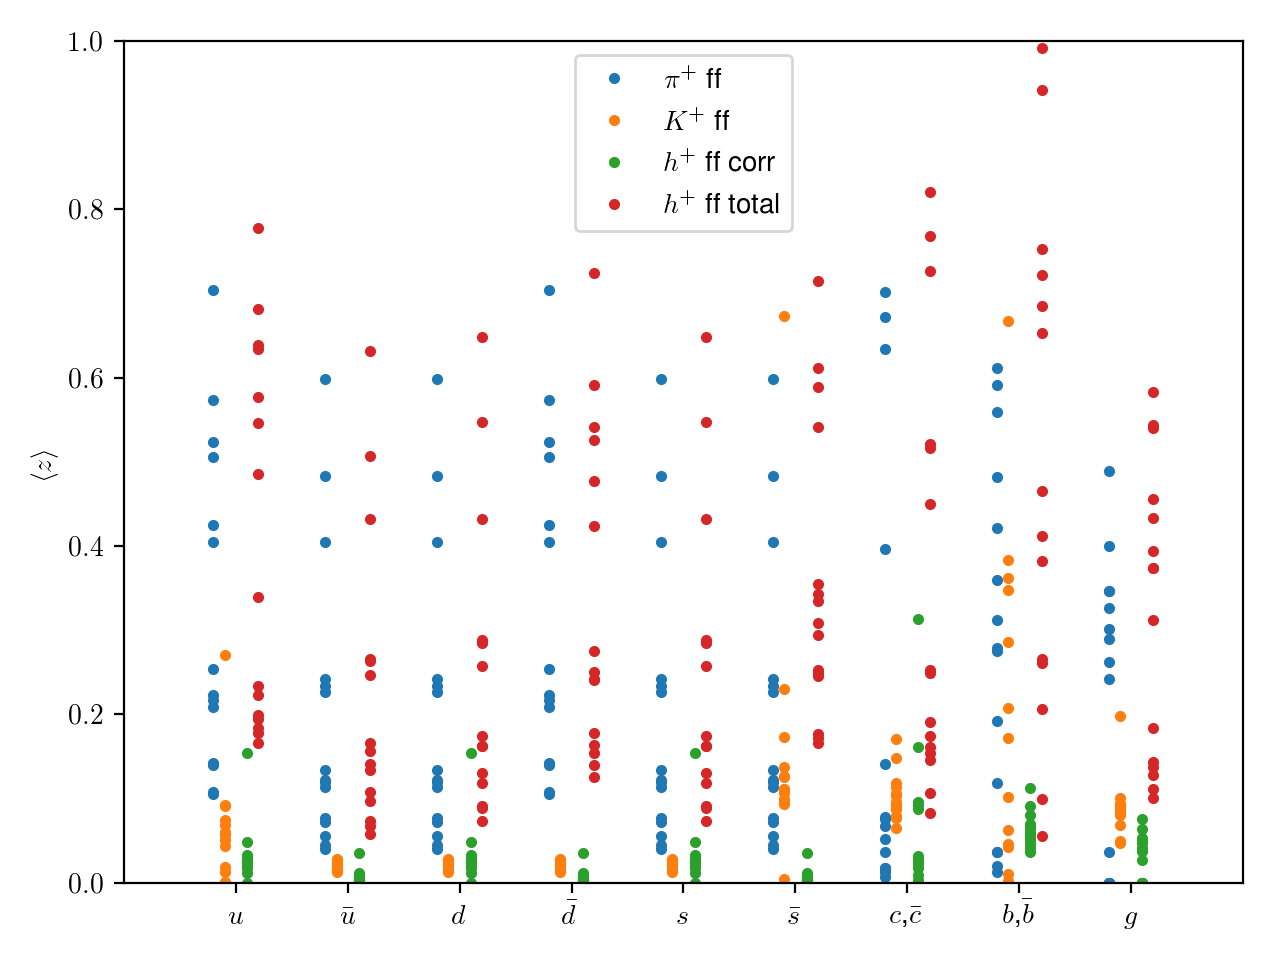 1.0
0.8
0.6
0.4
0.2
0.0
⟨z⟩
π⁺ ff
K⁺ ff
h⁺ ff corr
h⁺ ff total
u ū d d̄ s s̄ c,c̄ b,b̄ g